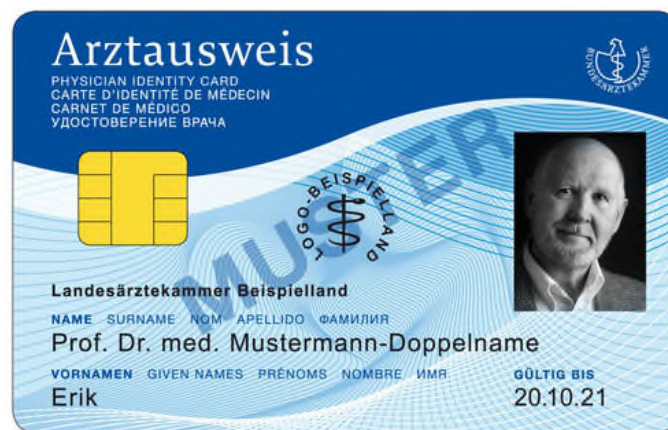 Arztausweis
PHYSICIAN IDENTITY CARD
CARTE D'IDENTITÉ DE MÉDECIN
CARNET DE MÉDICO
УДОСТОВЕРЕНИЕ ВРАЧА
BUNDESÄRZTEKAMMER
MUSTER
LOGO-BEISPIELLAND
Landesärztekammer Beispielland
NAME SURNAME NOM APELLIDO ФАМИЛИЯ
Prof. Dr. med. Mustermann-Doppelname
VORNAMEN GIVEN NAMES PRÉNOMS NOMBRE ИМЯ GÜLTIG BIS
Erik 20.10.21